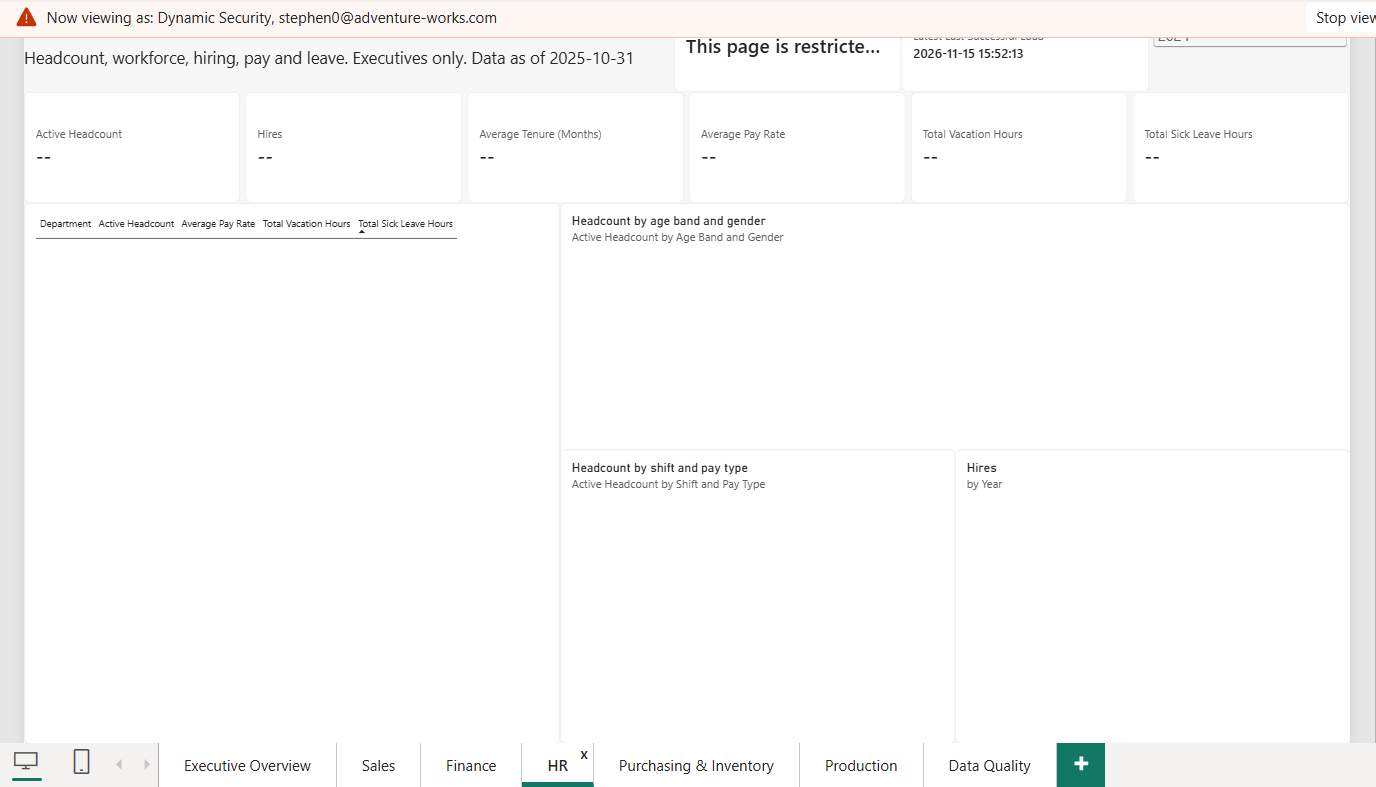 Now viewing as: Dynamic Security, stephen0@adventure-works.com
Stop view
Headcount, workforce, hiring, pay and leave. Executives only. Data as of 2025-10-31
This page is restricte...
Latest Last Successful Load
2026-11-15 15:52:13
Active Headcount
--
Hires
--
Average Tenure (Months)
--
Average Pay Rate
--
Total Vacation Hours
--
Total Sick Leave Hours
--
Department Active Headcount Average Pay Rate Total Vacation Hours Total Sick Leave Hours
Headcount by age band and gender
Active Headcount by Age Band and Gender
Headcount by shift and pay type
Active Headcount by Shift and Pay Type
Hires
by Year
Executive Overview
Sales
Finance
HR
x
Purchasing & Inventory
Production
Data Quality
+